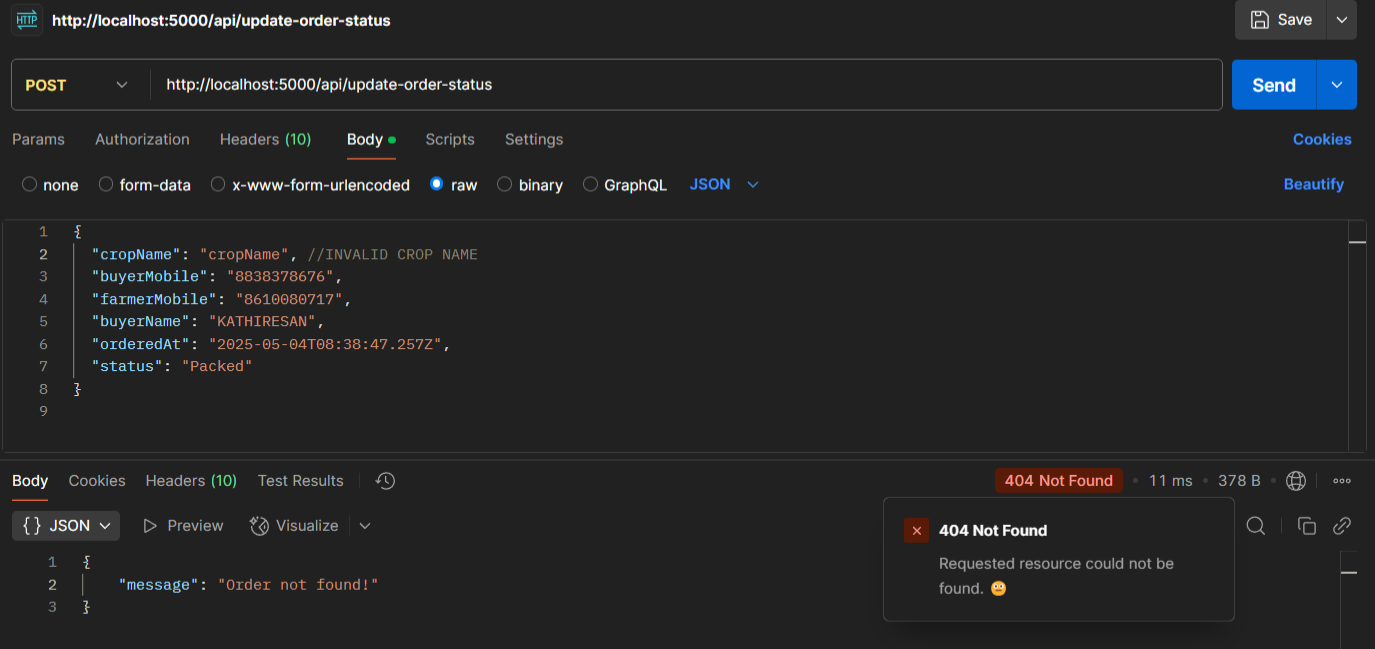 HTTP http://localhost:5000/api/update-order-status Save
POST http://localhost:5000/api/update-order-status Send
Params Authorization Headers (10) Body Scripts Settings Cookies
none form-data x-www-form-urlencoded raw binary GraphQL JSON Beautify
1 {
2 "cropName": "cropName", //INVALID CROP NAME
3 "buyerMobile": "8838378676",
4 "farmerMobile": "8610080717",
5 "buyerName": "KATHIRESAN",
6 "orderedAt": "2025-05-04T08:38:47.257Z",
7 "status": "Packed"
8 }
9
Body Cookies Headers (10) Test Results 404 Not Found • 11 ms • 378 B •
{} JSON Preview Visualize
404 Not Found
Requested resource could not be
found. 🫤
1 {
2 "message": "Order not found!"
3 }